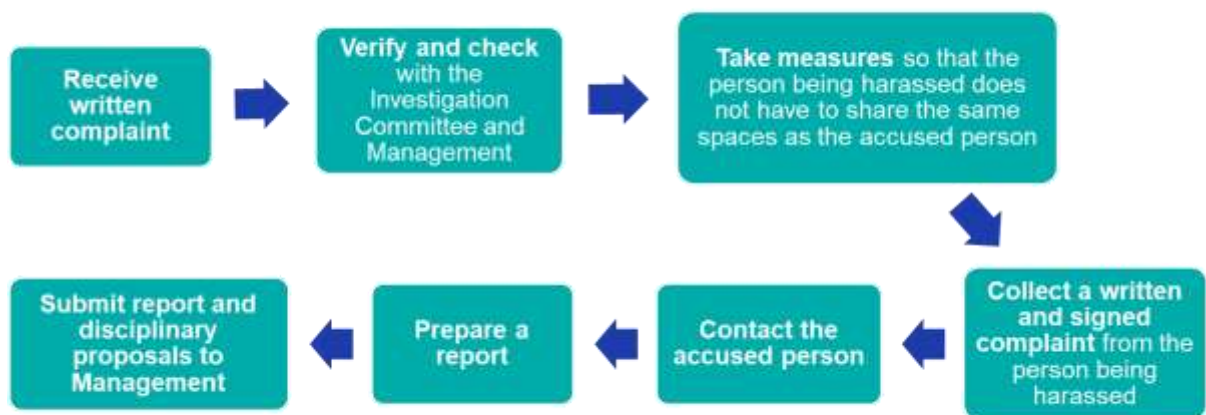 Receive
written
complaint
Verify and check
with the
Investigation
Committee and
Management
Take measures so that the
person being harassed does
not have to share the same
spaces as the accused person
Collect a written
and signed
complaint from the
person being
harassed
Contact the
accused person
Prepare a
report
Submit report and
disciplinary
proposals to
Management